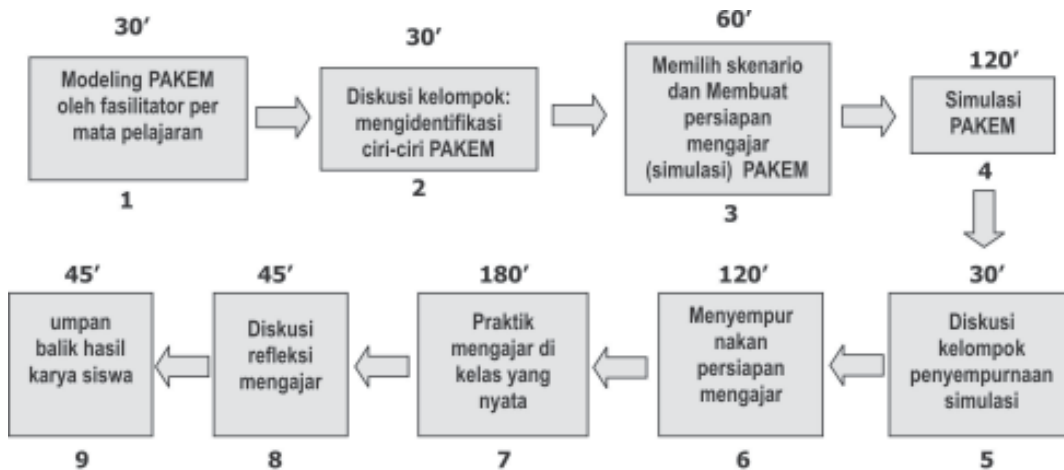 30’
Modeling PAKEM
oleh fasilitator per
mata pelajaran
1
30’
Diskusi kelompok:
mengidentifikasi
ciri-ciri PAKEM
2
60’
Memilih skenario
dan Membuat
persiapan
mengajar
(simulasi) PAKEM
3
120’
Simulasi
PAKEM
4
30’
Diskusi
kelompok
penyempurnaan
simulasi
5
120’
Menyempur
nakan
persiapan
mengajar
6
180’
Praktik
mengajar di
kelas yang
nyata
7
45’
Diskusi
refleksi
mengajar
8
45’
umpan
balik hasil
karya siswa
9